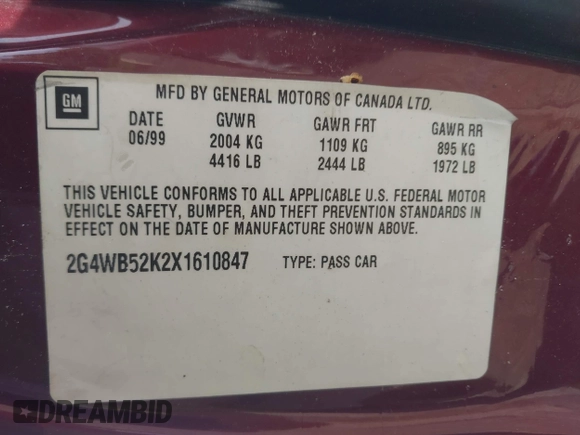 GM
MFD BY GENERAL MOTORS OF CANADA LTD.
DATE GVWR GAWR FRT GAWR RR
06/99 2004 KG 1109 KG 895 KG
4416 LB 2444 LB 1972 LB
THIS VEHICLE CONFORMS TO ALL APPLICABLE U.S. FEDERAL MOTOR
VEHICLE SAFETY, BUMPER, AND THEFT PREVENTION STANDARDS IN
EFFECT ON THE DATE OF MANUFACTURE SHOWN ABOVE.
2G4WB52K2X1610847 TYPE: PASS CAR
DREAMBID